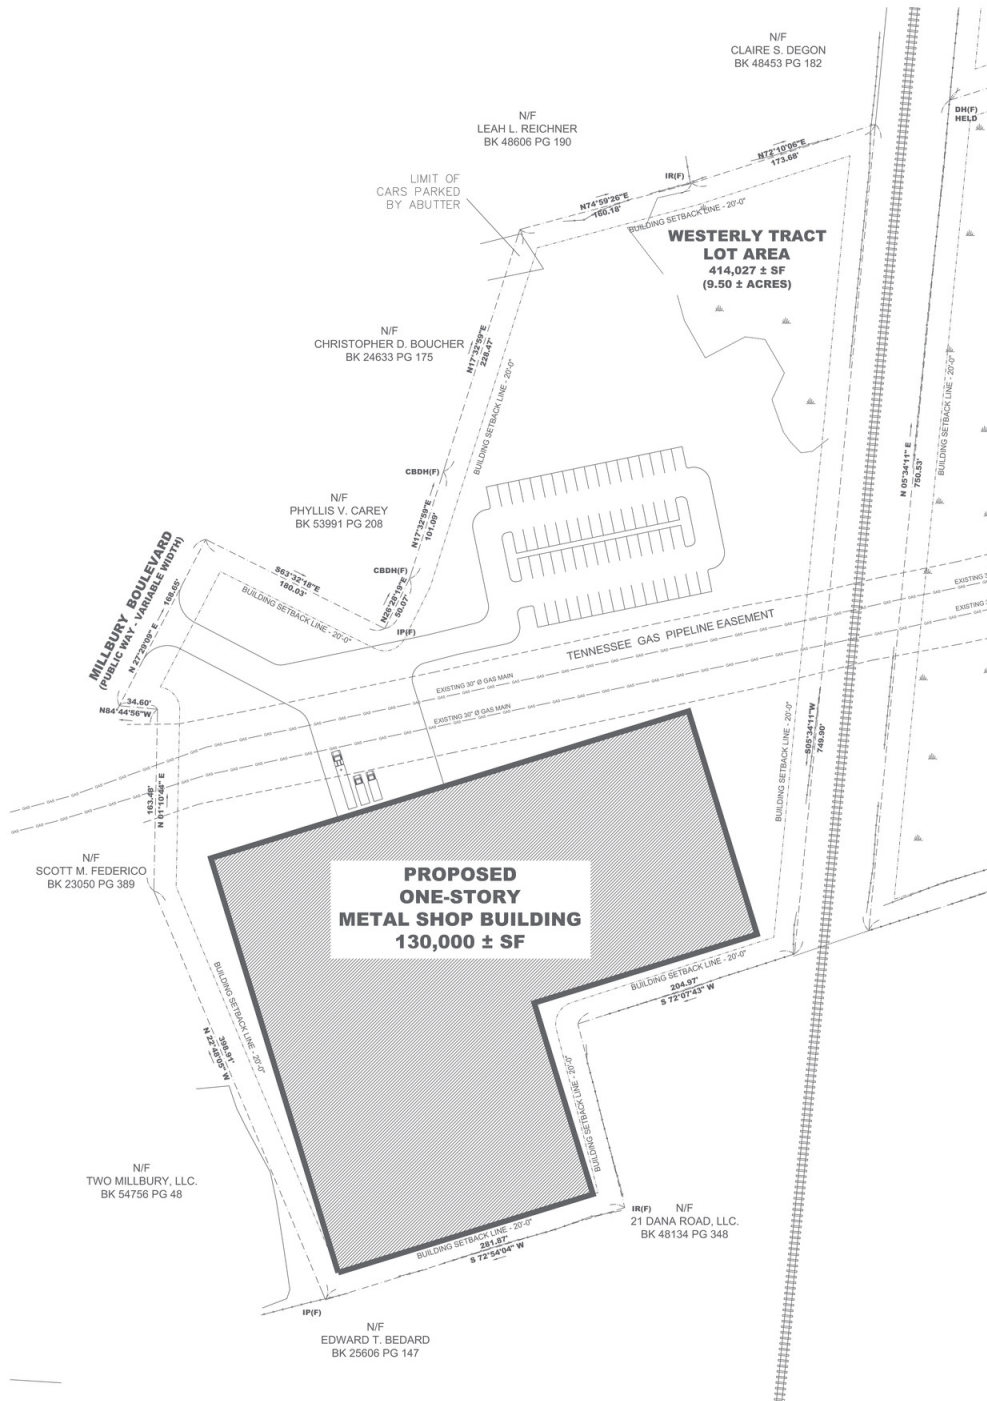 N/F
CLAIRE S. DEGON
BK 48453 PG 182
DH(F)
HELD
N/F
LEAH L. REICHNER
BK 48606 PG 190
N72°10'05"E
173.68'
IR(F)
LIMIT OF
CARS PARKED
BY ABUTTER
N74°59'26"E
160.18'
BUILDING SETBACK LINE - 20'-0"
WESTERLY TRACT
LOT AREA
414,027 ± SF
(9.50 ± ACRES)
N/F
CHRISTOPHER D. BOUCHER
BK 24633 PG 175
N17°32'59"E
228.47'
BUILDING SETBACK LINE - 20'-0"
BUILDING SETBACK LINE - 20'-0"
N 05°34'11" E
750.53'
CBDH(F)
N/F
PHYLLIS V. CAREY
BK 53991 PG 208
N17°32'59"E
101.09'
MILLBURY BOULEVARD
(PUBLIC WAY - VARIABLE WIDTH)
N 27°29'09" E 168.65'
S63°32'18"E
180.03'
BUILDING SETBACK LINE - 20'-0"
CBDH(F)
N26°28'19"E
50.07'
IP(F)
TENNESSEE GAS PIPELINE EASEMENT
EXISTING 3
EXISTING 3
EXISTING 30" Ø GAS MAIN
EXISTING 30" Ø GAS MAIN
34.60'
N84°44'56"W
163.46'
N 01°10'44" E
BUILDING SETBACK LINE - 20'-0"
S05°34'11"W
749.90'
N/F
SCOTT M. FEDERICO
BK 23050 PG 389
PROPOSED
ONE-STORY
METAL SHOP BUILDING
130,000 ± SF
BUILDING SETBACK LINE - 20'-0"
204.97'
S 72°07'43" W
BUILDING SETBACK LINE - 20'-0"
398.91'
N 22°48'05" W
BUILDING SETBACK LINE - 20'-0"
N/F
TWO MILLBURY, LLC.
BK 54756 PG 48
IR(F)
N/F
21 DANA ROAD, LLC.
BK 48134 PG 348
BUILDING SETBACK LINE - 20'-0"
281.87'
S 72°54'04" W
IP(F)
N/F
EDWARD T. BEDARD
BK 25606 PG 147